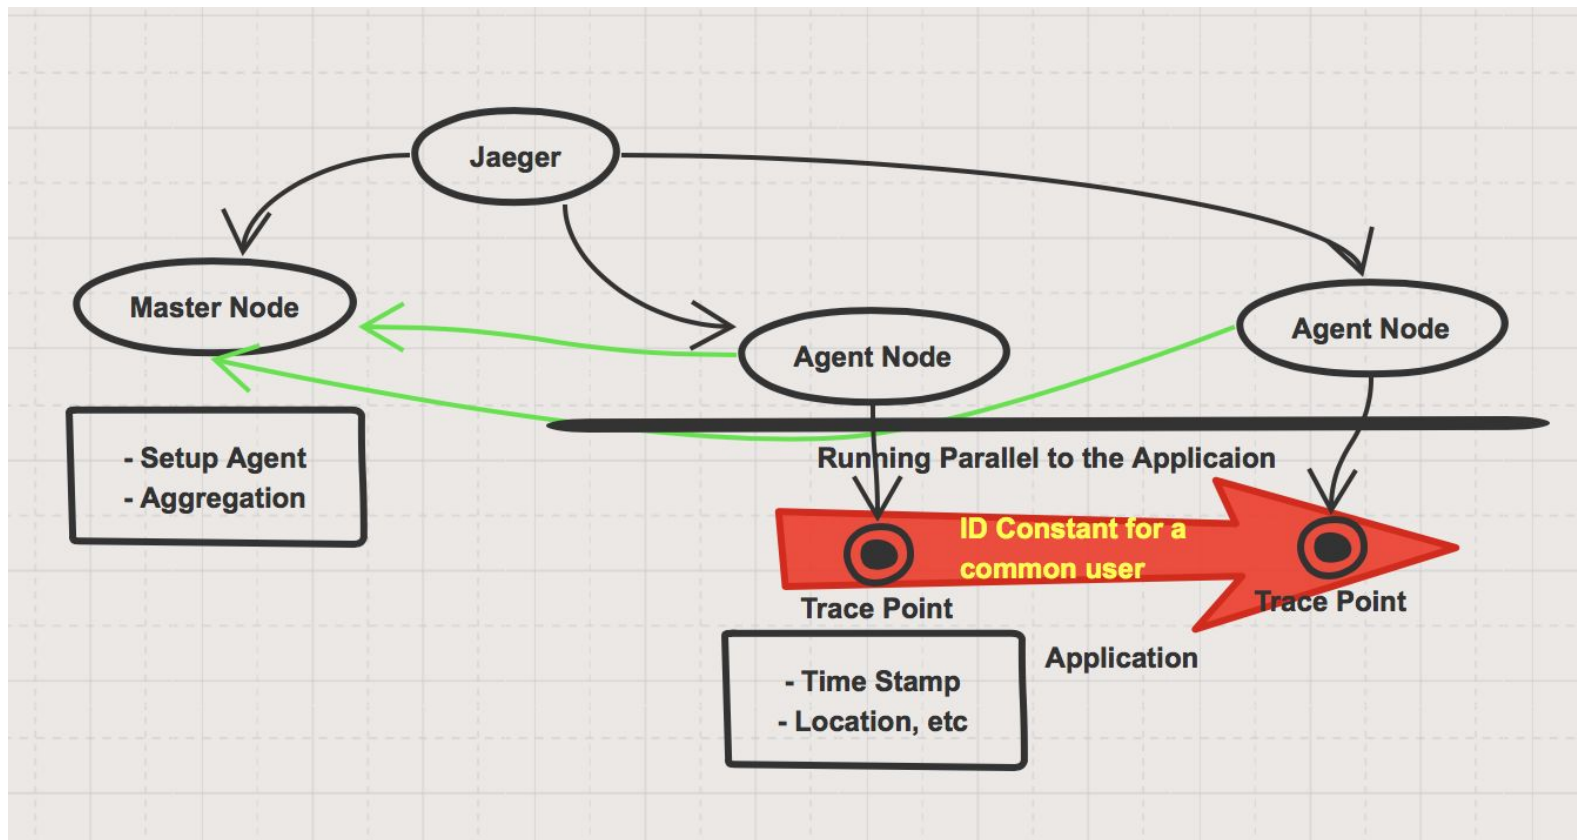 Jaeger
Master Node
Agent Node
Agent Node
- Setup Agent
- Aggregation
Running Parallel to the Applicaion
ID Constant for a
common user
Trace Point
Trace Point
Application
- Time Stamp
- Location, etc